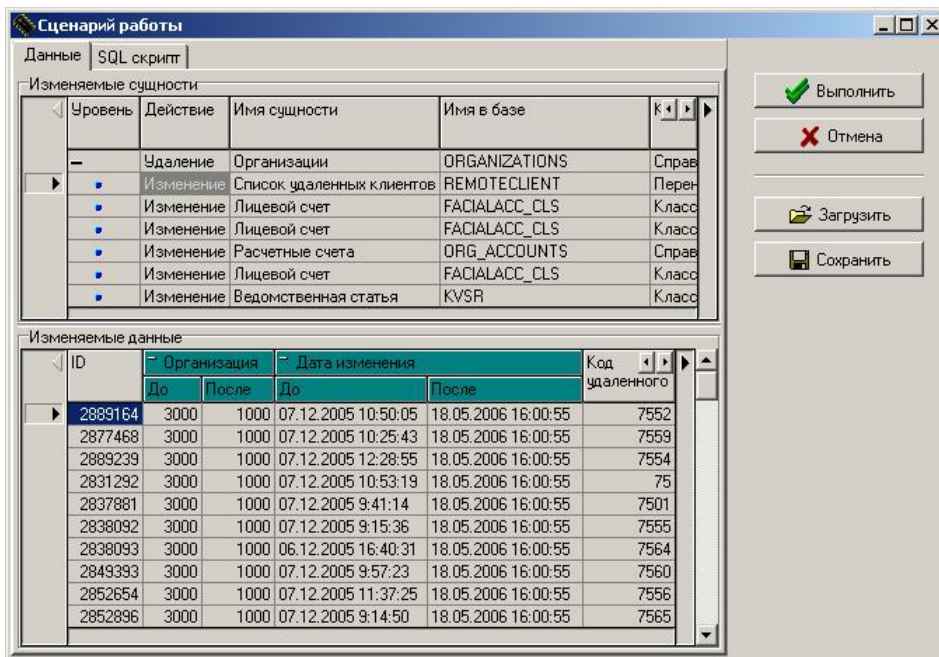 Сценарий работы
Данные SQL скрипт
Изменяемые сущности
Уровень Действие Имя сущности Имя в базе К
Удаление Организации ORGANIZATIONS Справ
Изменение Список удаленных клиентов REMOTECLIENT Перен
Изменение Лицевой счет FACIALACC_CLS Класс
Изменение Лицевой счет FACIALACC_CLS Класс
Изменение Расчетные счета ORG_ACCOUNTS Справ
Изменение Лицевой счет FACIALACC_CLS Класс
Изменение Ведомственная статья KVSR Класс
Изменяемые данные
ID Организация Дата изменения Код удаленного
До После До После
2889164 3000 1000 07.12.2005 10:50:05 18.05.2006 16:00:55 7552
2877468 3000 1000 07.12.2005 10:25:43 18.05.2006 16:00:55 7559
2889239 3000 1000 07.12.2005 12:28:55 18.05.2006 16:00:55 7554
2831292 3000 1000 07.12.2005 10:53:19 18.05.2006 16:00:55 75
2837881 3000 1000 07.12.2005 9:41:14 18.05.2006 16:00:55 7501
2838092 3000 1000 07.12.2005 9:15:36 18.05.2006 16:00:55 7555
2838093 3000 1000 06.12.2005 16:40:31 18.05.2006 16:00:55 7564
2849393 3000 1000 07.12.2005 9:57:23 18.05.2006 16:00:55 7560
2852654 3000 1000 07.12.2005 11:37:25 18.05.2006 16:00:55 7556
2852896 3000 1000 07.12.2005 9:14:50 18.05.2006 16:00:55 7565
Выполнить
Отмена
Загрузить
Сохранить